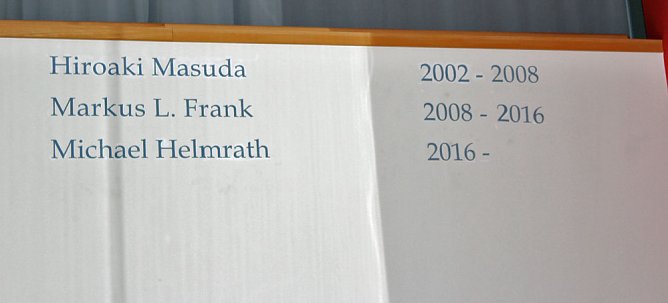 Hiroaki Masuda 2002 - 2008
Markus L. Frank 2008 - 2016
Michael Helmrath 2016 -